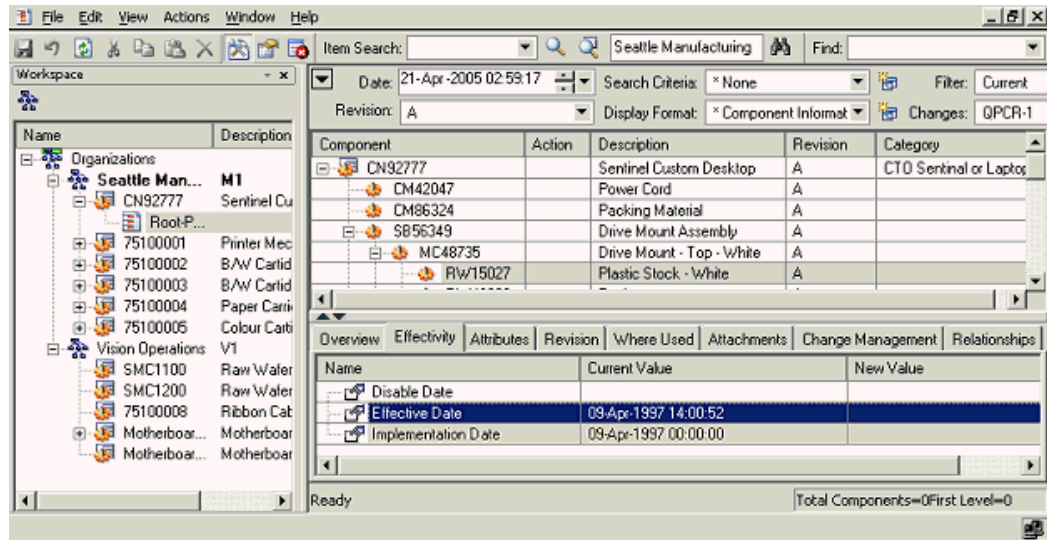 File Edit View Actions Window Help
Item Search: Seattle Manufacturing Find:
Workspace
Date: 21-Apr-2005 02:59:17 Search Criteria: * None Filter: Current
Revision: A Display Format: * Component Informat Changes: QPCR-1
Name Description
Organizations
Seattle Man... M1
CN92777 Sentinel Cu
Root-P...
75100001 Printer Mec
75100002 B/W Cartid
75100003 B/W Cartid
75100004 Paper Carri
75100005 Colour Carti
Vision Operations V1
SMC1100 Raw Wafer
SMC1200 Raw Wafer
75100008 Ribbon Cab
Motherboar... Motherboar
Motherboar... Motherboar
Component Action Description Revision Category
CN92777 Sentinel Custom Desktop A CTO Sentinal or Laptop
CM42047 Power Cord A
CM86324 Packing Material A
SB56349 Drive Mount Assembly A
MC48735 Drive Mount - Top - White A
RW15027 Plastic Stock - White A
Overview Effectivity Attributes Revision Where Used Attachments Change Management Relationships
Name Current Value New Value
Disable Date
Effective Date 09-Apr-1997 14:00:52
Implementation Date 09-Apr-1997 00:00:00
Ready Total Components=0First Level=0